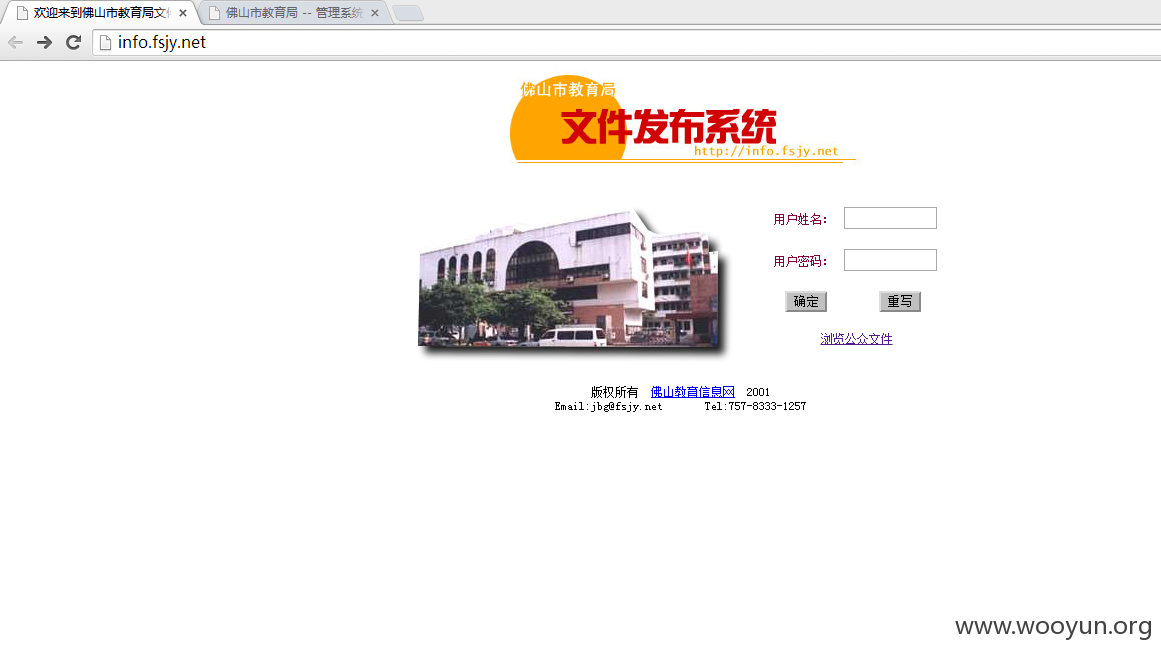 欢迎来到佛山市教育局文件
佛山市教育局 -- 管理系统
info.fsjy.net
佛山市教育局
文件发布系统
http://info.fsjy.net
用户姓名:
用户密码:
确定 重写
浏览公众文件
版权所有 佛山教育信息网 2001
Email:jbg@fsjy.net Tel:757-8333-1257
www.wooyun.org